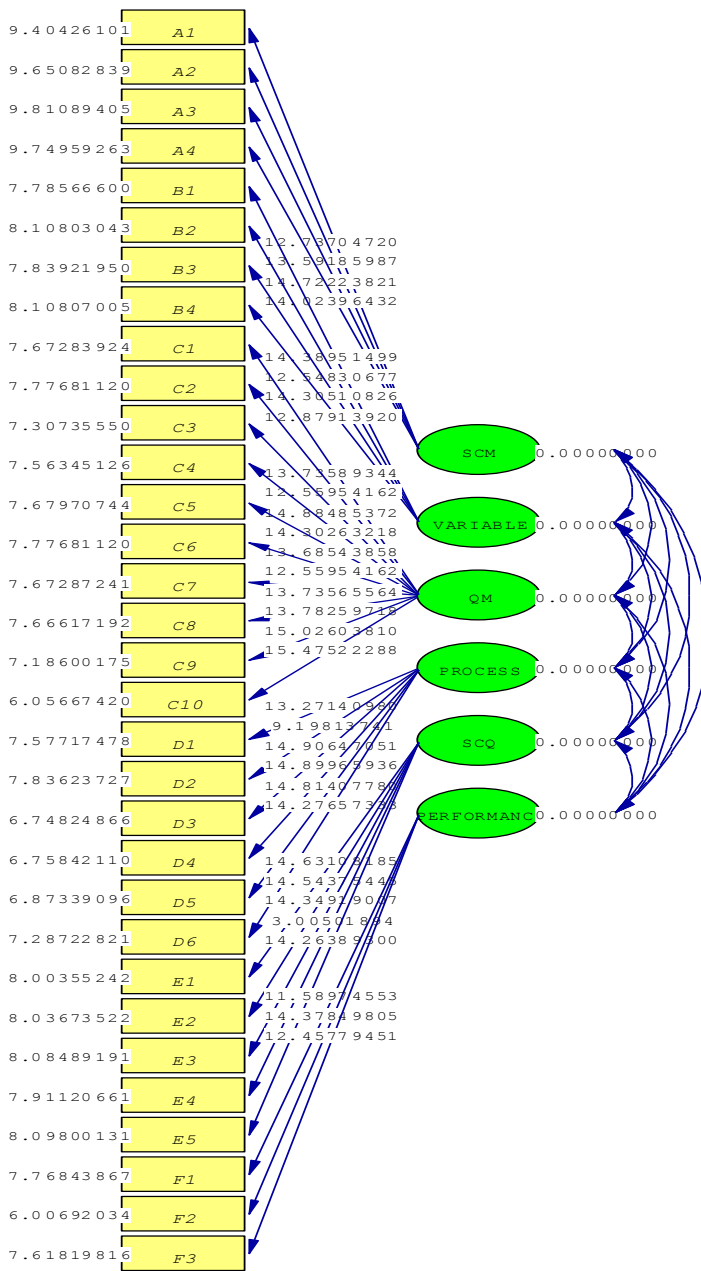 9.40426101 A1
9.65082839 A2
9.81089405 A3
9.74959263 A4
7.78566600 B1
8.10803043 B2
12.73704720
7.83921950 B3
13.59185987
14.72223821
8.10807005 B4
14.02396432
7.67283924 C1
14.38951499
12.54830677
7.77681120 C2
14.30510826
12.87913920
7.30735550 C3
SCM 0.00000000
7.56345126 C4
13.73589344
12.55954162
7.67970744 C5
14.88485372
VARIABLE 0.00000000
14.30263218
7.77681120 C6
13.68543858
12.55954162
7.67287241 C7
13.73565564
QM 0.00000000
13.78259718
7.66617192 C8
15.02603810
15.47522288
7.18600175 C9
PROCESS 0.00000000
6.05667420 C10
13.27140980
9.19813741
7.57717478 D1
14.90647051
SCQ 0.00000000
14.89965936
7.83623727 D2
14.81407780
14.27657338
6.74824866 D3
PERFORMANC 0.00000000
6.75842110 D4
14.63108185
14.54375445
6.87339096 D5
14.34919007
3.00501894
7.28722821 D6
14.26389300
8.00355242 E1
11.58974553
8.03673522 E2
14.37849805
12.45779451
8.08489191 E3
7.91120661 E4
8.09800131 E5
7.76843867 F1
6.00692034 F2
7.61819816 F3